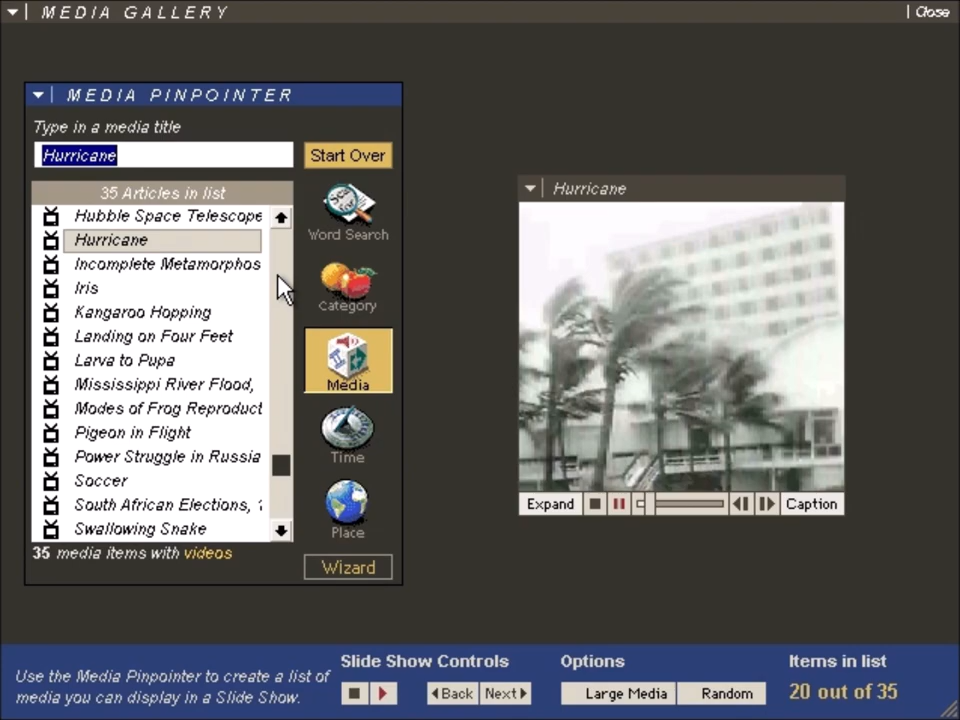 MEDIA GALLERY
Close
MEDIA PINPOINTER
Type in a media title
Hurricane
Start Over
35 Articles in list
Hubble Space Telescope
Hurricane
Incomplete Metamorphos
Iris
Kangaroo Hopping
Landing on Four Feet
Larva to Pupa
Mississippi River Flood,
Modes of Frog Reproduct
Pigeon in Flight
Power Struggle in Russia
Soccer
South African Elections, 1
Swallowing Snake
35 media items with videos
Word Search
Category
Media
Time
Place
Wizard
Hurricane
Expand
Caption
Use the Media Pinpointer to create a list of
media you can display in a Slide Show.
Slide Show Controls
Back Next
Options
Large Media Random
Items in list
20 out of 35